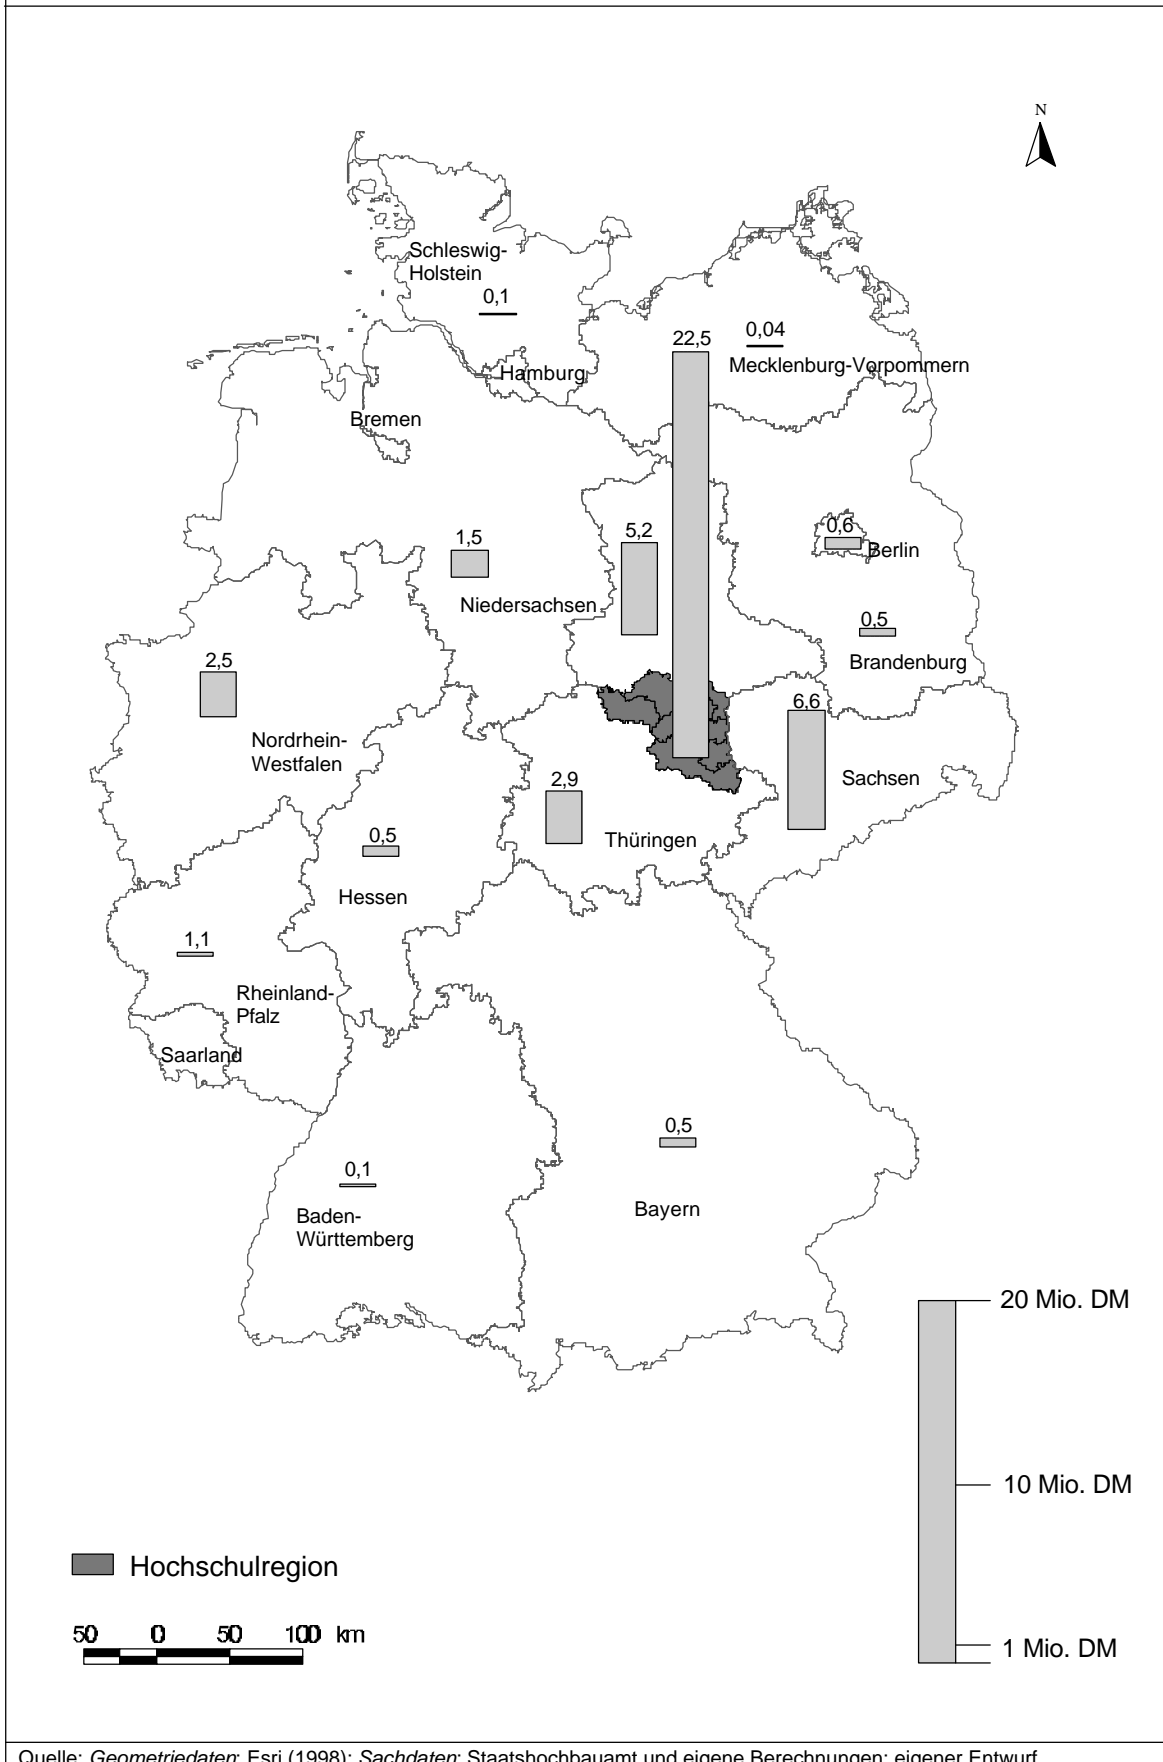 N
Schleswig-
Holstein
0,1
22,5
0,04
Mecklenburg-Vorpommern
Hamburg
Bremen
1,5
5,2
0,6
Berlin
Niedersachsen
0,5
Brandenburg
2,5
6,6
Nordrhein-
Westfalen
Sachsen
2,9
Thüringen
0,5
Hessen
1,1
Rheinland-
Pfalz
Saarland
0,5
Bayern
0,1
Baden-
Württemberg
20 Mio. DM
10 Mio. DM
1 Mio. DM
Hochschulregion
50 0 50 100 km
Quelle: Geometriedaten: Esri (1998); Sachdaten: Staatshochbauamt und eigene Berechnungen; eigener Entwurf